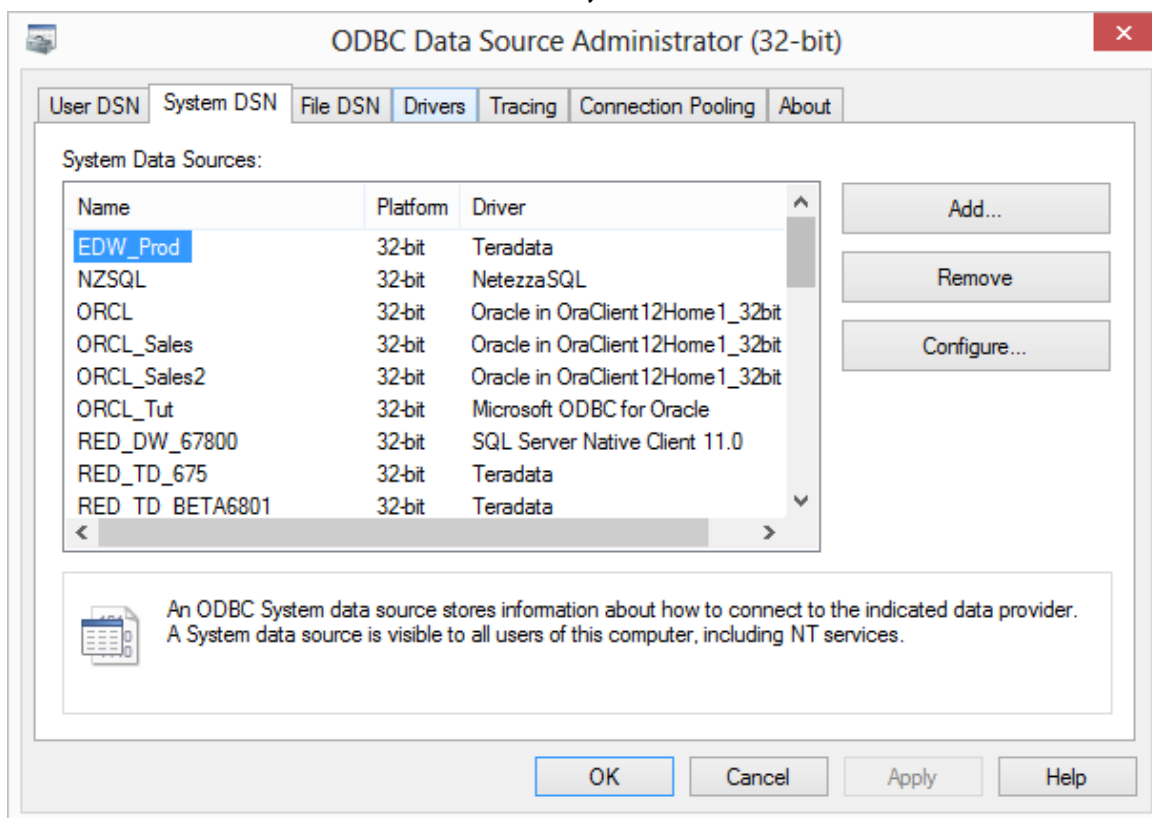 ODBC Data Source Administrator (32-bit)
User DSN System DSN File DSN Drivers Tracing Connection Pooling About
System Data Sources:
Name Platform Driver
EDW_Prod 32-bit Teradata
NZSQL 32-bit NetezzaSQL
ORCL 32-bit Oracle in OraClient12Home1_32bit
ORCL_Sales 32-bit Oracle in OraClient12Home1_32bit
ORCL_Sales2 32-bit Oracle in OraClient12Home1_32bit
ORCL_Tut 32-bit Microsoft ODBC for Oracle
RED_DW_67800 32-bit SQL Server Native Client 11.0
RED_TD_675 32-bit Teradata
RED_TD_BETA6801 32-bit Teradata
Add...
Remove
Configure...
An ODBC System data source stores information about how to connect to the indicated data provider.
A System data source is visible to all users of this computer, including NT services.
OK Cancel Apply Help